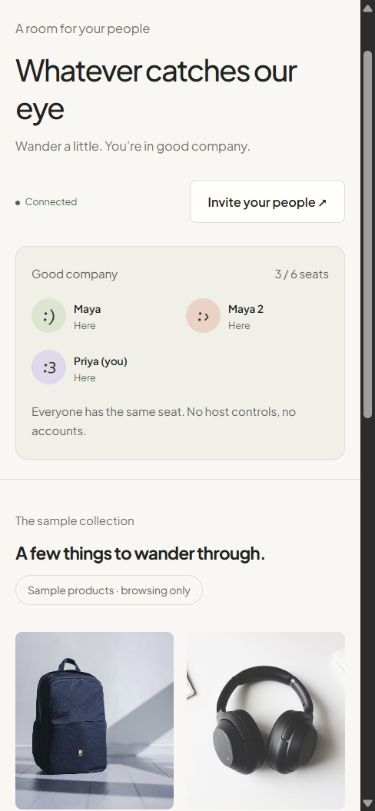 A room for your people
Whatever catches our
eye
Wander a little. You're in good company.
Connected
Invite your people ↗
Good company
3 / 6 seats
:)
Maya
Here
:>
Maya 2
Here
:3
Priya (you)
Here
Everyone has the same seat. No host controls, no
accounts.
The sample collection
A few things to wander through.
Sample products · browsing only